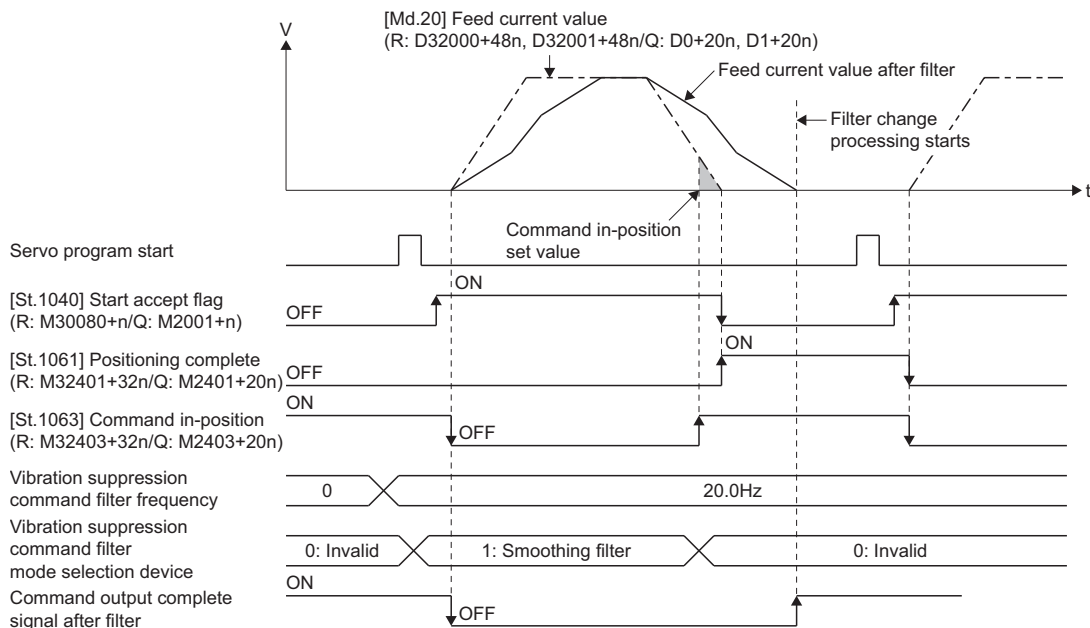 [Md.20] Feed current value
(R: D32000+48n, D32001+48n/Q: D0+20n, D1+20n)
V
Feed current value after filter
Filter change
processing starts
t
Command in-position
set value
Servo program start
ON
[St.1040] Start accept flag
(R: M30080+n/Q: M2001+n)
OFF
ON
[St.1061] Positioning complete
(R: M32401+32n/Q: M2401+20n)
OFF
ON
[St.1063] Command in-position
(R: M32403+32n/Q: M2403+20n)
OFF
Vibration suppression
command filter frequency
0
20.0Hz
Vibration suppression
command filter
mode selection device
0: Invalid
1: Smoothing filter
0: Invalid
ON
Command output complete
signal after filter
OFF